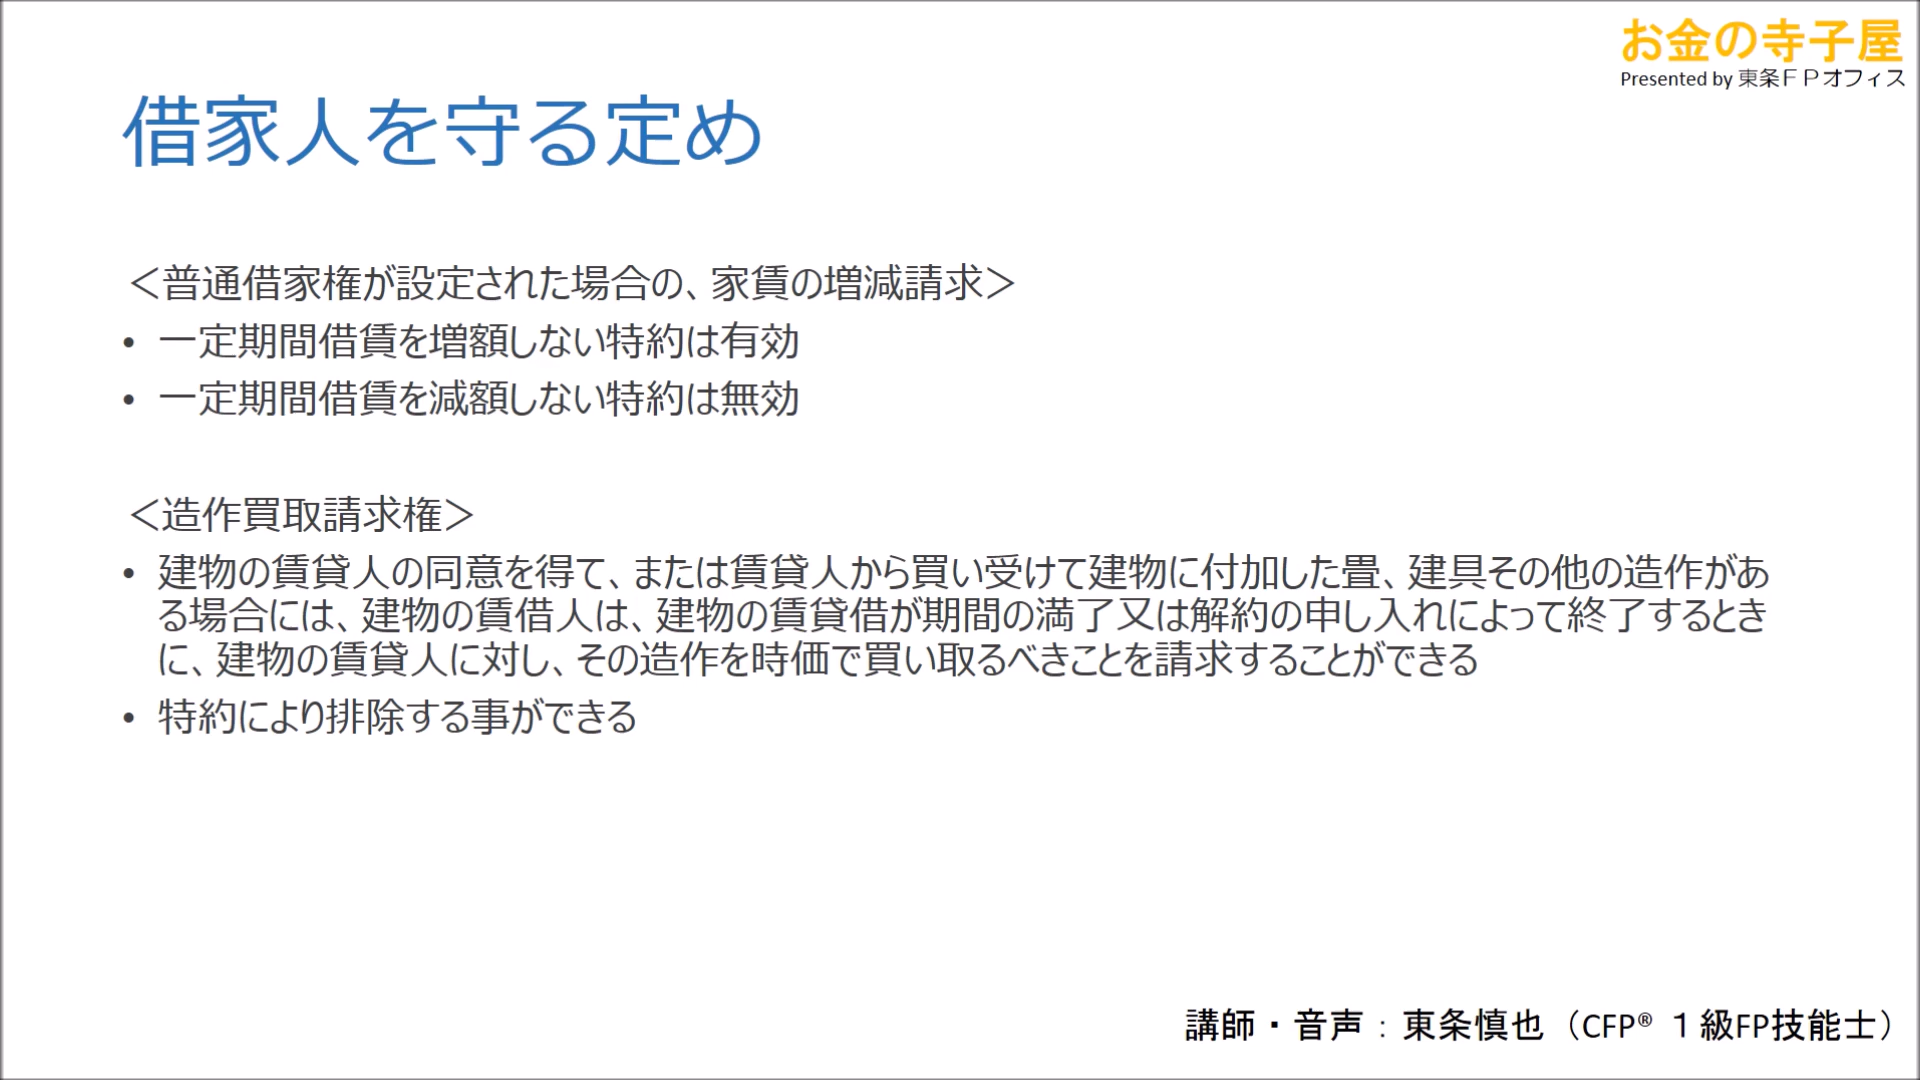 お金の寺子屋
Presented by 東条ＦＰオフィス
借家人を守る定め
＜普通借家権が設定された場合の、家賃の増減請求＞
• 一定期間借賃を増額しない特約は有効
• 一定期間借賃を減額しない特約は無効
＜造作買取請求権＞
• 建物の賃貸人の同意を得て、または賃貸人から買い受けて建物に付加した畳、建具その他の造作があ
る場合には、建物の賃借人は、建物の賃貸借が期間の満了又は解約の申し入れによって終了するとき
に、建物の賃貸人に対し、その造作を時価で買い取るべきことを請求することができる
• 特約により排除する事ができる
講師・音声：東条慎也（CFP® １級FP技能士）